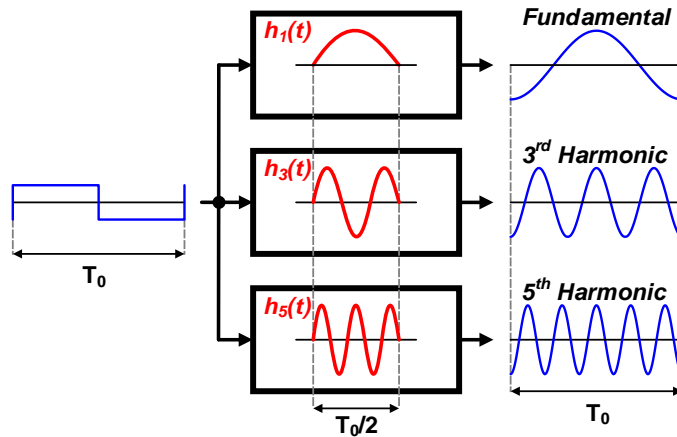 Fundamental
h₁(t)
3ʳᵈ Harmonic
h₃(t)
T₀
5ᵗʰ Harmonic
h₅(t)
T₀/2
T₀